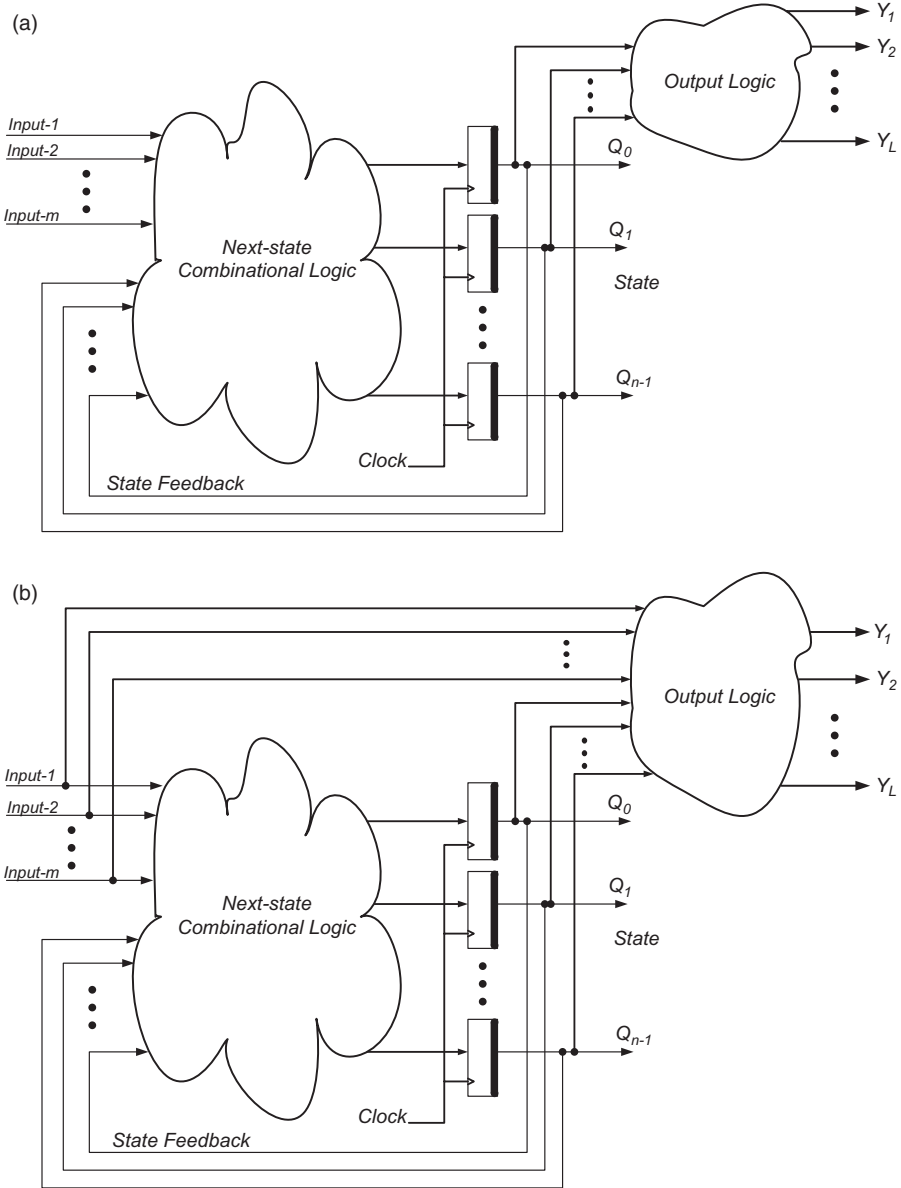 (a)
Y1
Y2
Output Logic
YL
Input-1
Input-2
Input-m
Q0
Q1
Next-state
Combinational Logic
State
Qn-1
Clock
State Feedback
(b)
Y1
Y2
Output Logic
YL
Input-1
Input-2
Input-m
Q0
Q1
Next-state
Combinational Logic
State
Qn-1
Clock
State Feedback